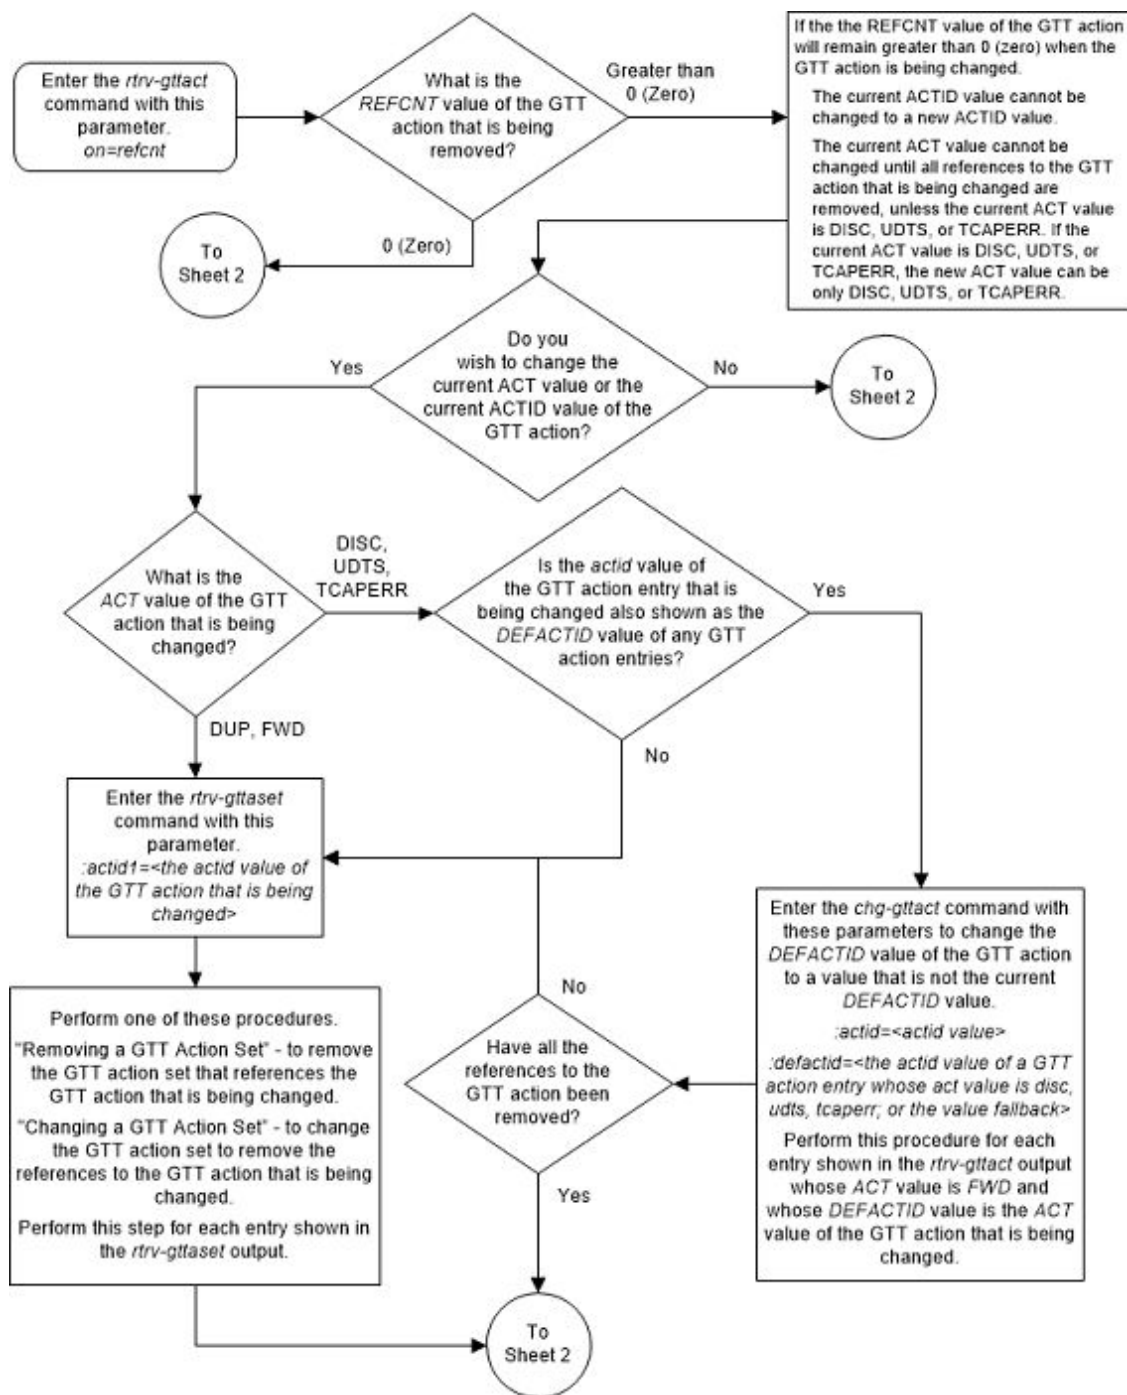 Enter the rtrv-gttact
command with this
parameter.
on=refcnt
What is the
REFCNT value of the GTT
action that is being
removed?
Greater than
0 (Zero)
If the the REFCNT value of the GTT action
will remain greater than 0 (zero) when the
GTT action is being changed.
The current ACTID value cannot be
changed to a new ACTID value.
The current ACT value cannot be
changed until all references to the GTT
action that is being changed are
removed, unless the current ACT value
is DISC, UDTS, or TCAPERR. If the
current ACT value is DISC, UDTS, or
TCAPERR, the new ACT value can be
only DISC, UDTS, or TCAPERR.
0 (Zero)
To
Sheet 2
Do you
wish to change the
current ACT value or the
current ACTID value of the
GTT action?
Yes
No
To
Sheet 2
What is the
ACT value of the GTT
action that is being
changed?
DISC,
UDTS,
TCAPERR
Is the actid value of
the GTT action entry that is
being changed also shown as the
DEFACTID value of any GTT
action entries?
Yes
DUP, FWD
No
Enter the rtrv-gttaset
command with this
parameter.
:actid1=<the actid value of
the GTT action that is being
changed>
Enter the chg-gttact command with
these parameters to change the
DEFACTID value of the GTT action
to a value that is not the current
DEFACTID value.
:actid=<actid value>
:defactid=<the actid value of a GTT
action entry whose act value is disc,
udts, tcaperr; or the value fallback>
Perform this procedure for each
entry shown in the rtrv-gttact output
whose ACT value is FWD and
whose DEFACTID value is the ACT
value of the GTT action that is being
changed.
No
Have all the
references to the
GTT action been
removed?
Yes
Perform one of these procedures.
"Removing a GTT Action Set" - to remove
the GTT action set that references the
GTT action that is being changed.
"Changing a GTT Action Set" - to change
the GTT action set to remove the
references to the GTT action that is being
changed.
Perform this step for each entry shown in
the rtrv-gttaset output.
To
Sheet 2